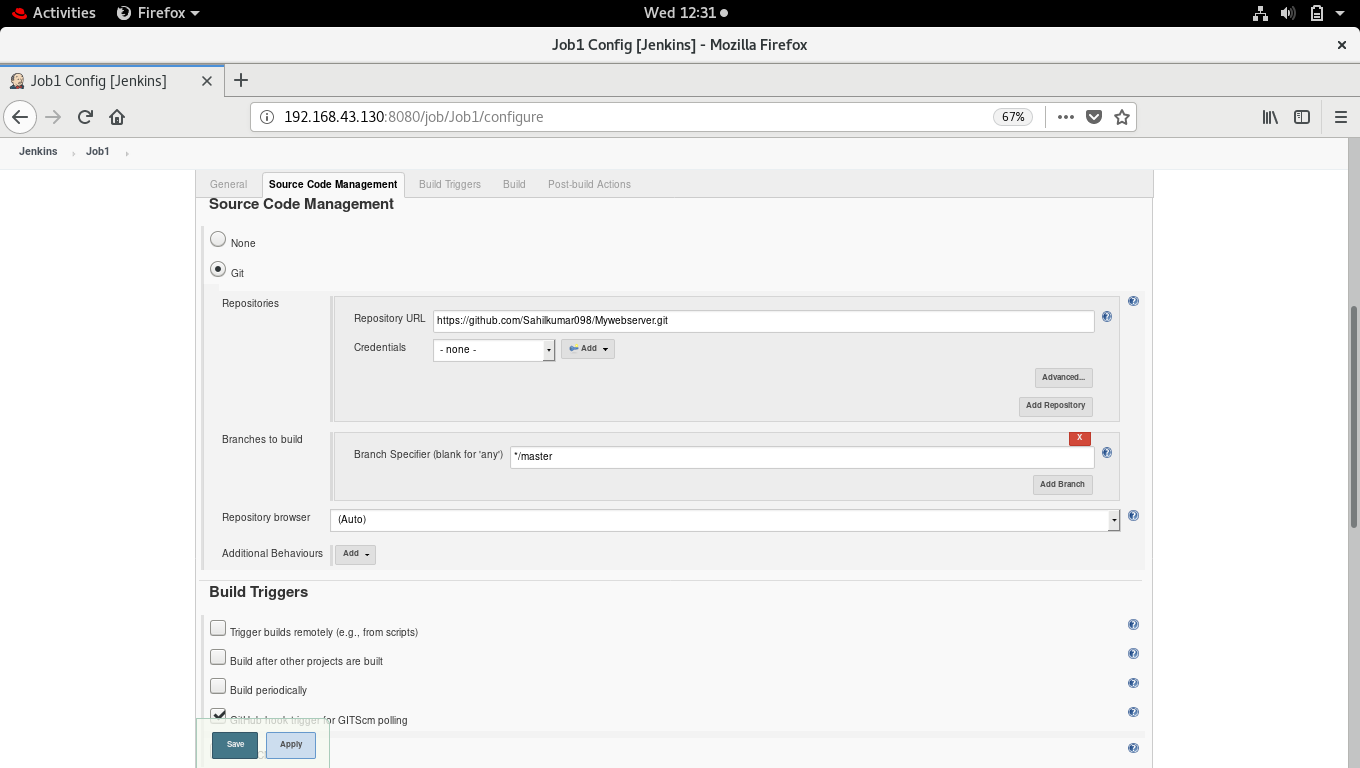 Activities Firefox Wed 12:31
Job1 Config [Jenkins] - Mozilla Firefox
Job1 Config [Jenkins]
192.168.43.130:8080/job/Job1/configure 67%
Jenkins Job1
General Source Code Management Build Triggers Build Post-build Actions
Source Code Management
None
Git
Repositories
Repository URL https://github.com/Sahilkumar098/Mywebserver.git
Credentials - none - Add
Advanced...
Add Repository
Branches to build
X
Branch Specifier (blank for 'any') */master
Add Branch
Repository browser (Auto)
Additional Behaviours Add
Build Triggers
Trigger builds remotely (e.g., from scripts)
Build after other projects are built
Build periodically
GitHub hook trigger for GITScm polling
Save Apply